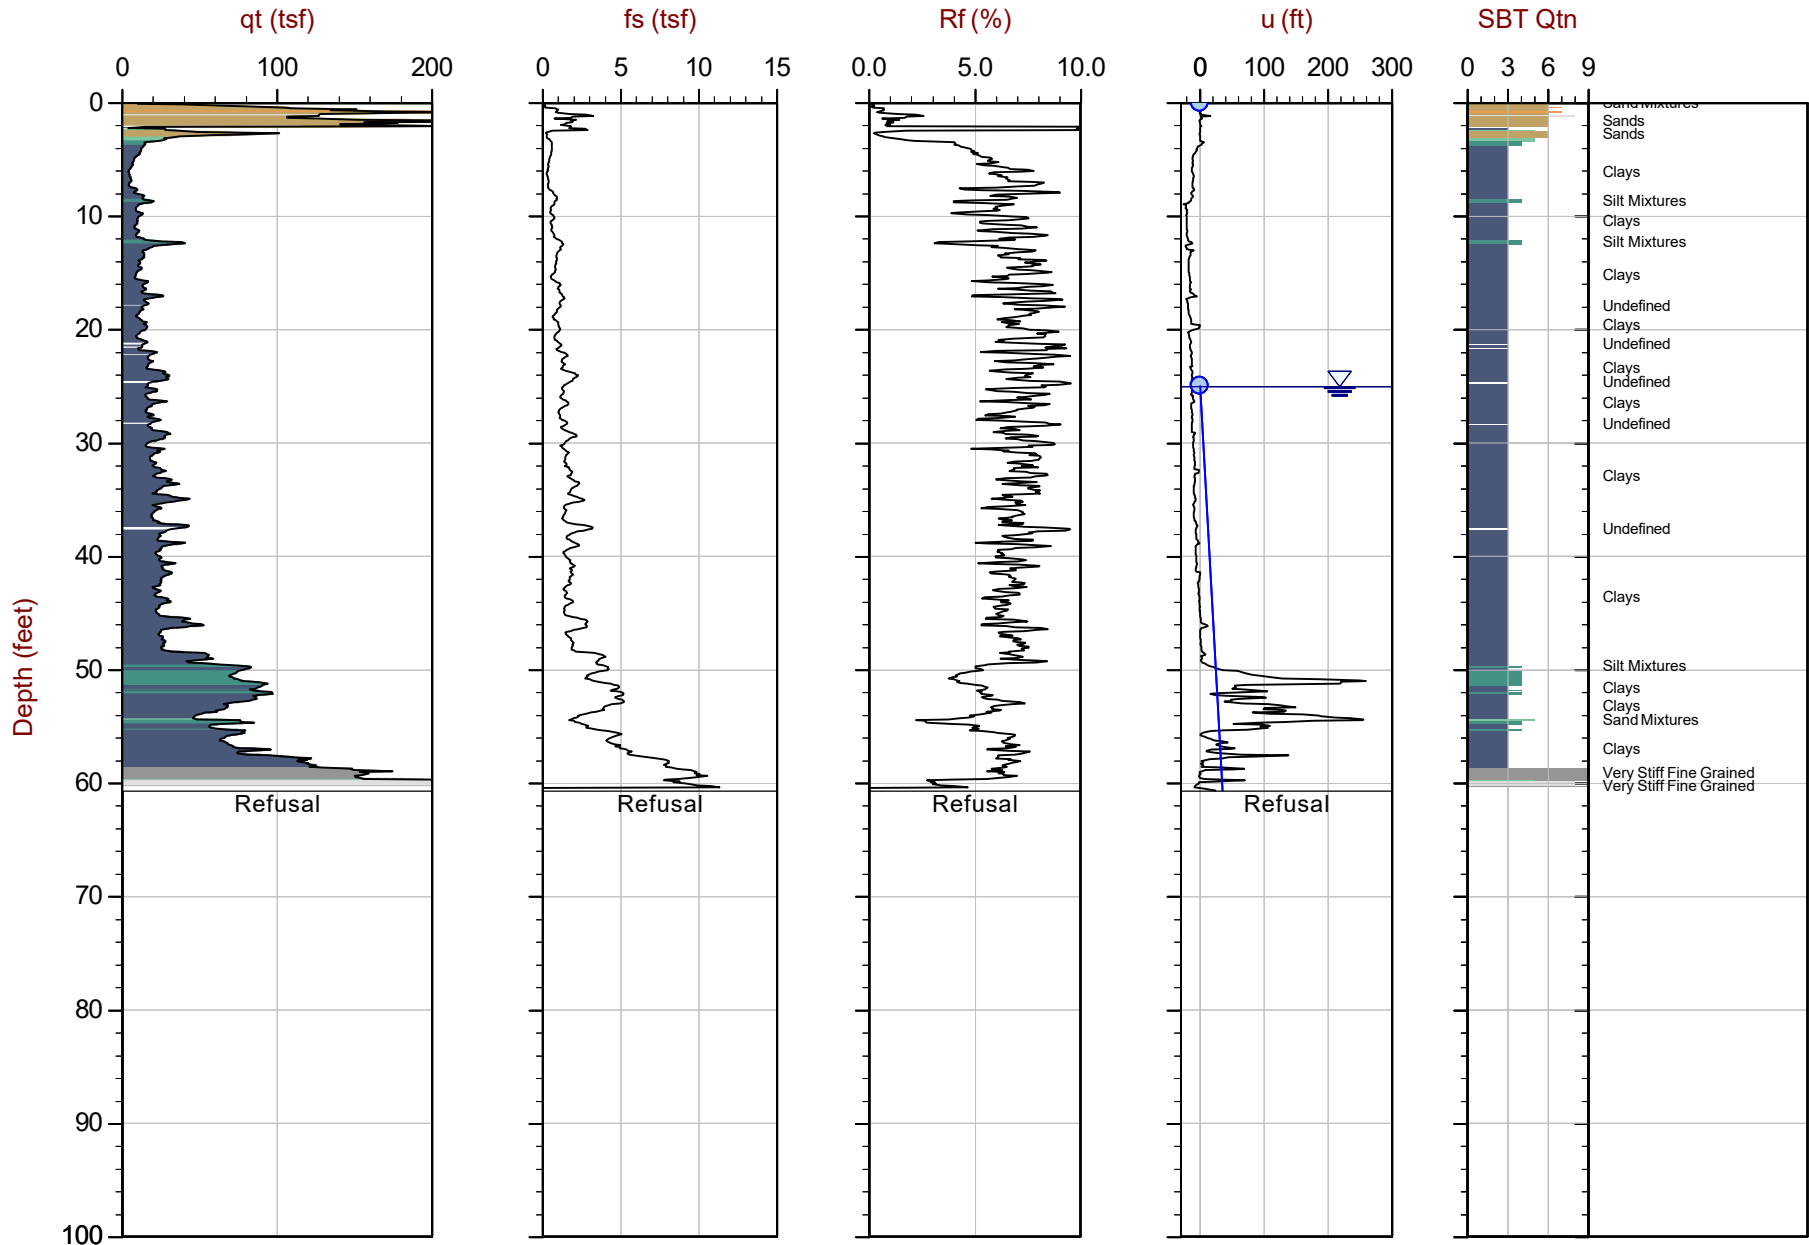 qt (tsf) fs (tsf) Rf (%) u (ft) SBT Qtn
0 100 200 0 5 10 15 0.0 5.0 10.0 0 100 200 300 0 3 6 9
0
Sand Mixtures
Sands
Sands
Clays
Silt Mixtures
10
Clays
Silt Mixtures
Clays
Undefined
Clays
20
Undefined
Clays
Undefined
Clays
Undefined
30
Clays
Undefined
40
Clays
Depth (feet)
Silt Mixtures
50
Clays
Clays
Sand Mixtures
Clays
Very Stiff Fine Grained
60
Very Stiff Fine Grained
Refusal Refusal Refusal
70
80
90
100